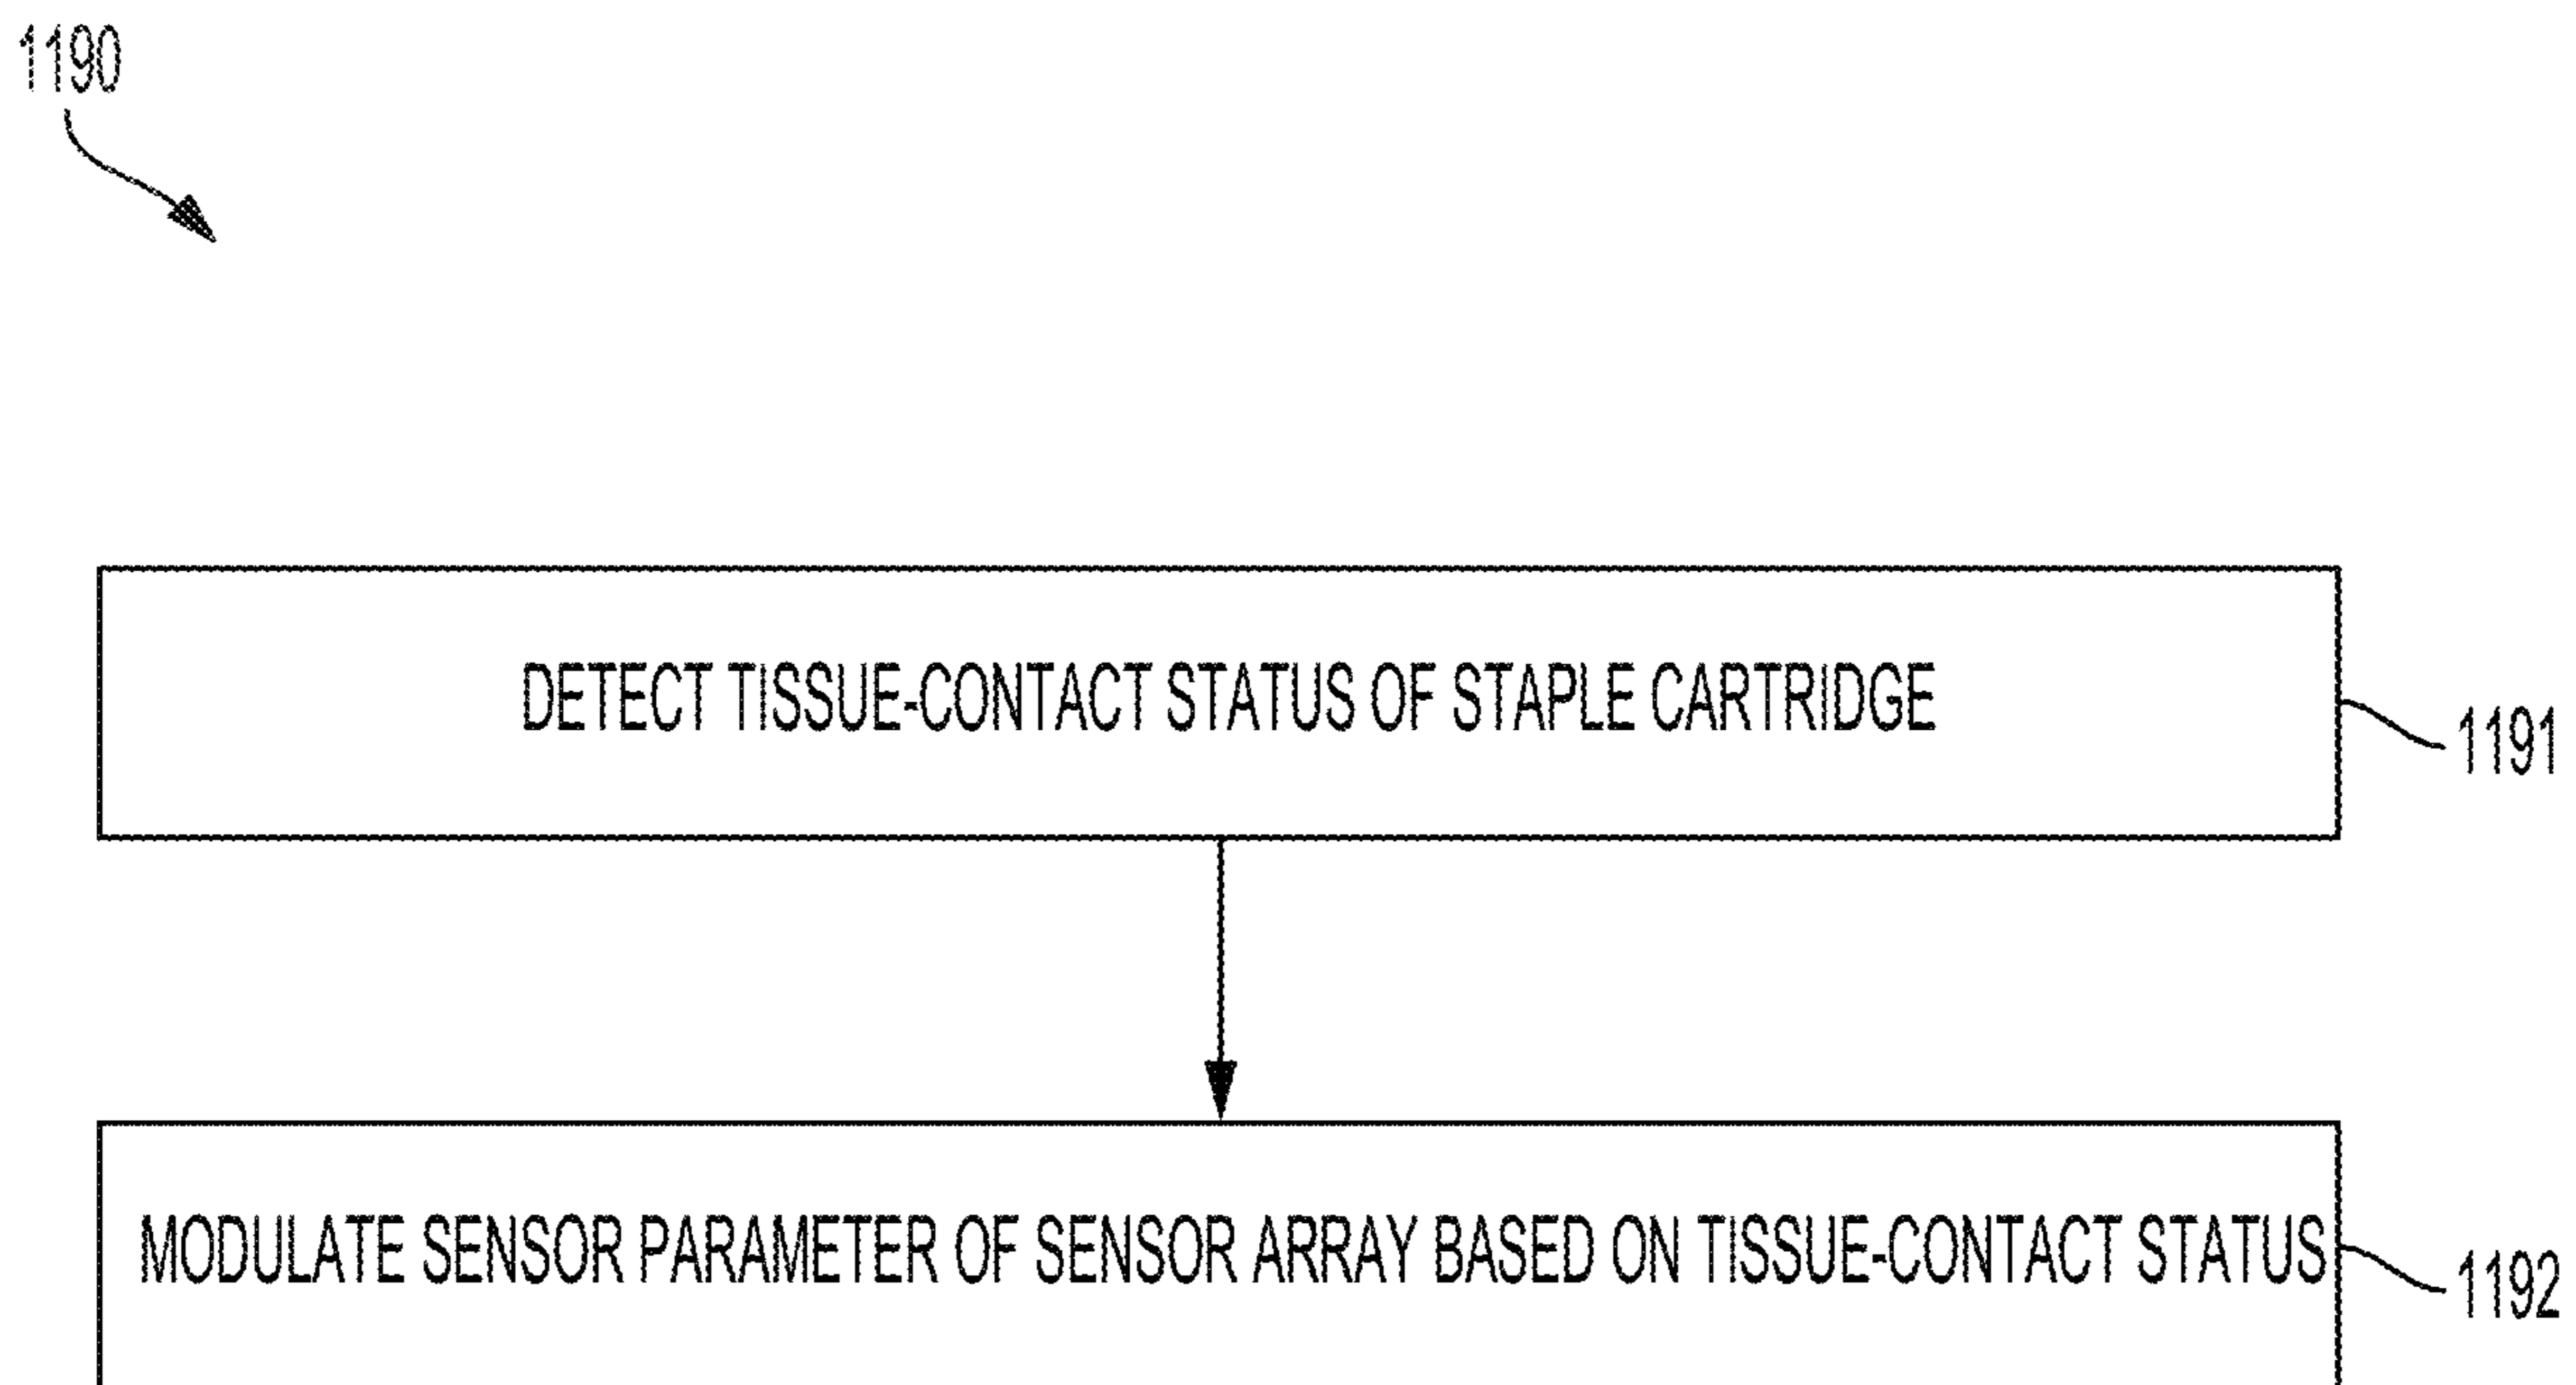 1190
DETECT TISSUE-CONTACT STATUS OF STAPLE CARTRIDGE
1191
MODULATE SENSOR PARAMETER OF SENSOR ARRAY BASED ON TISSUE-CONTACT STATUS
1192